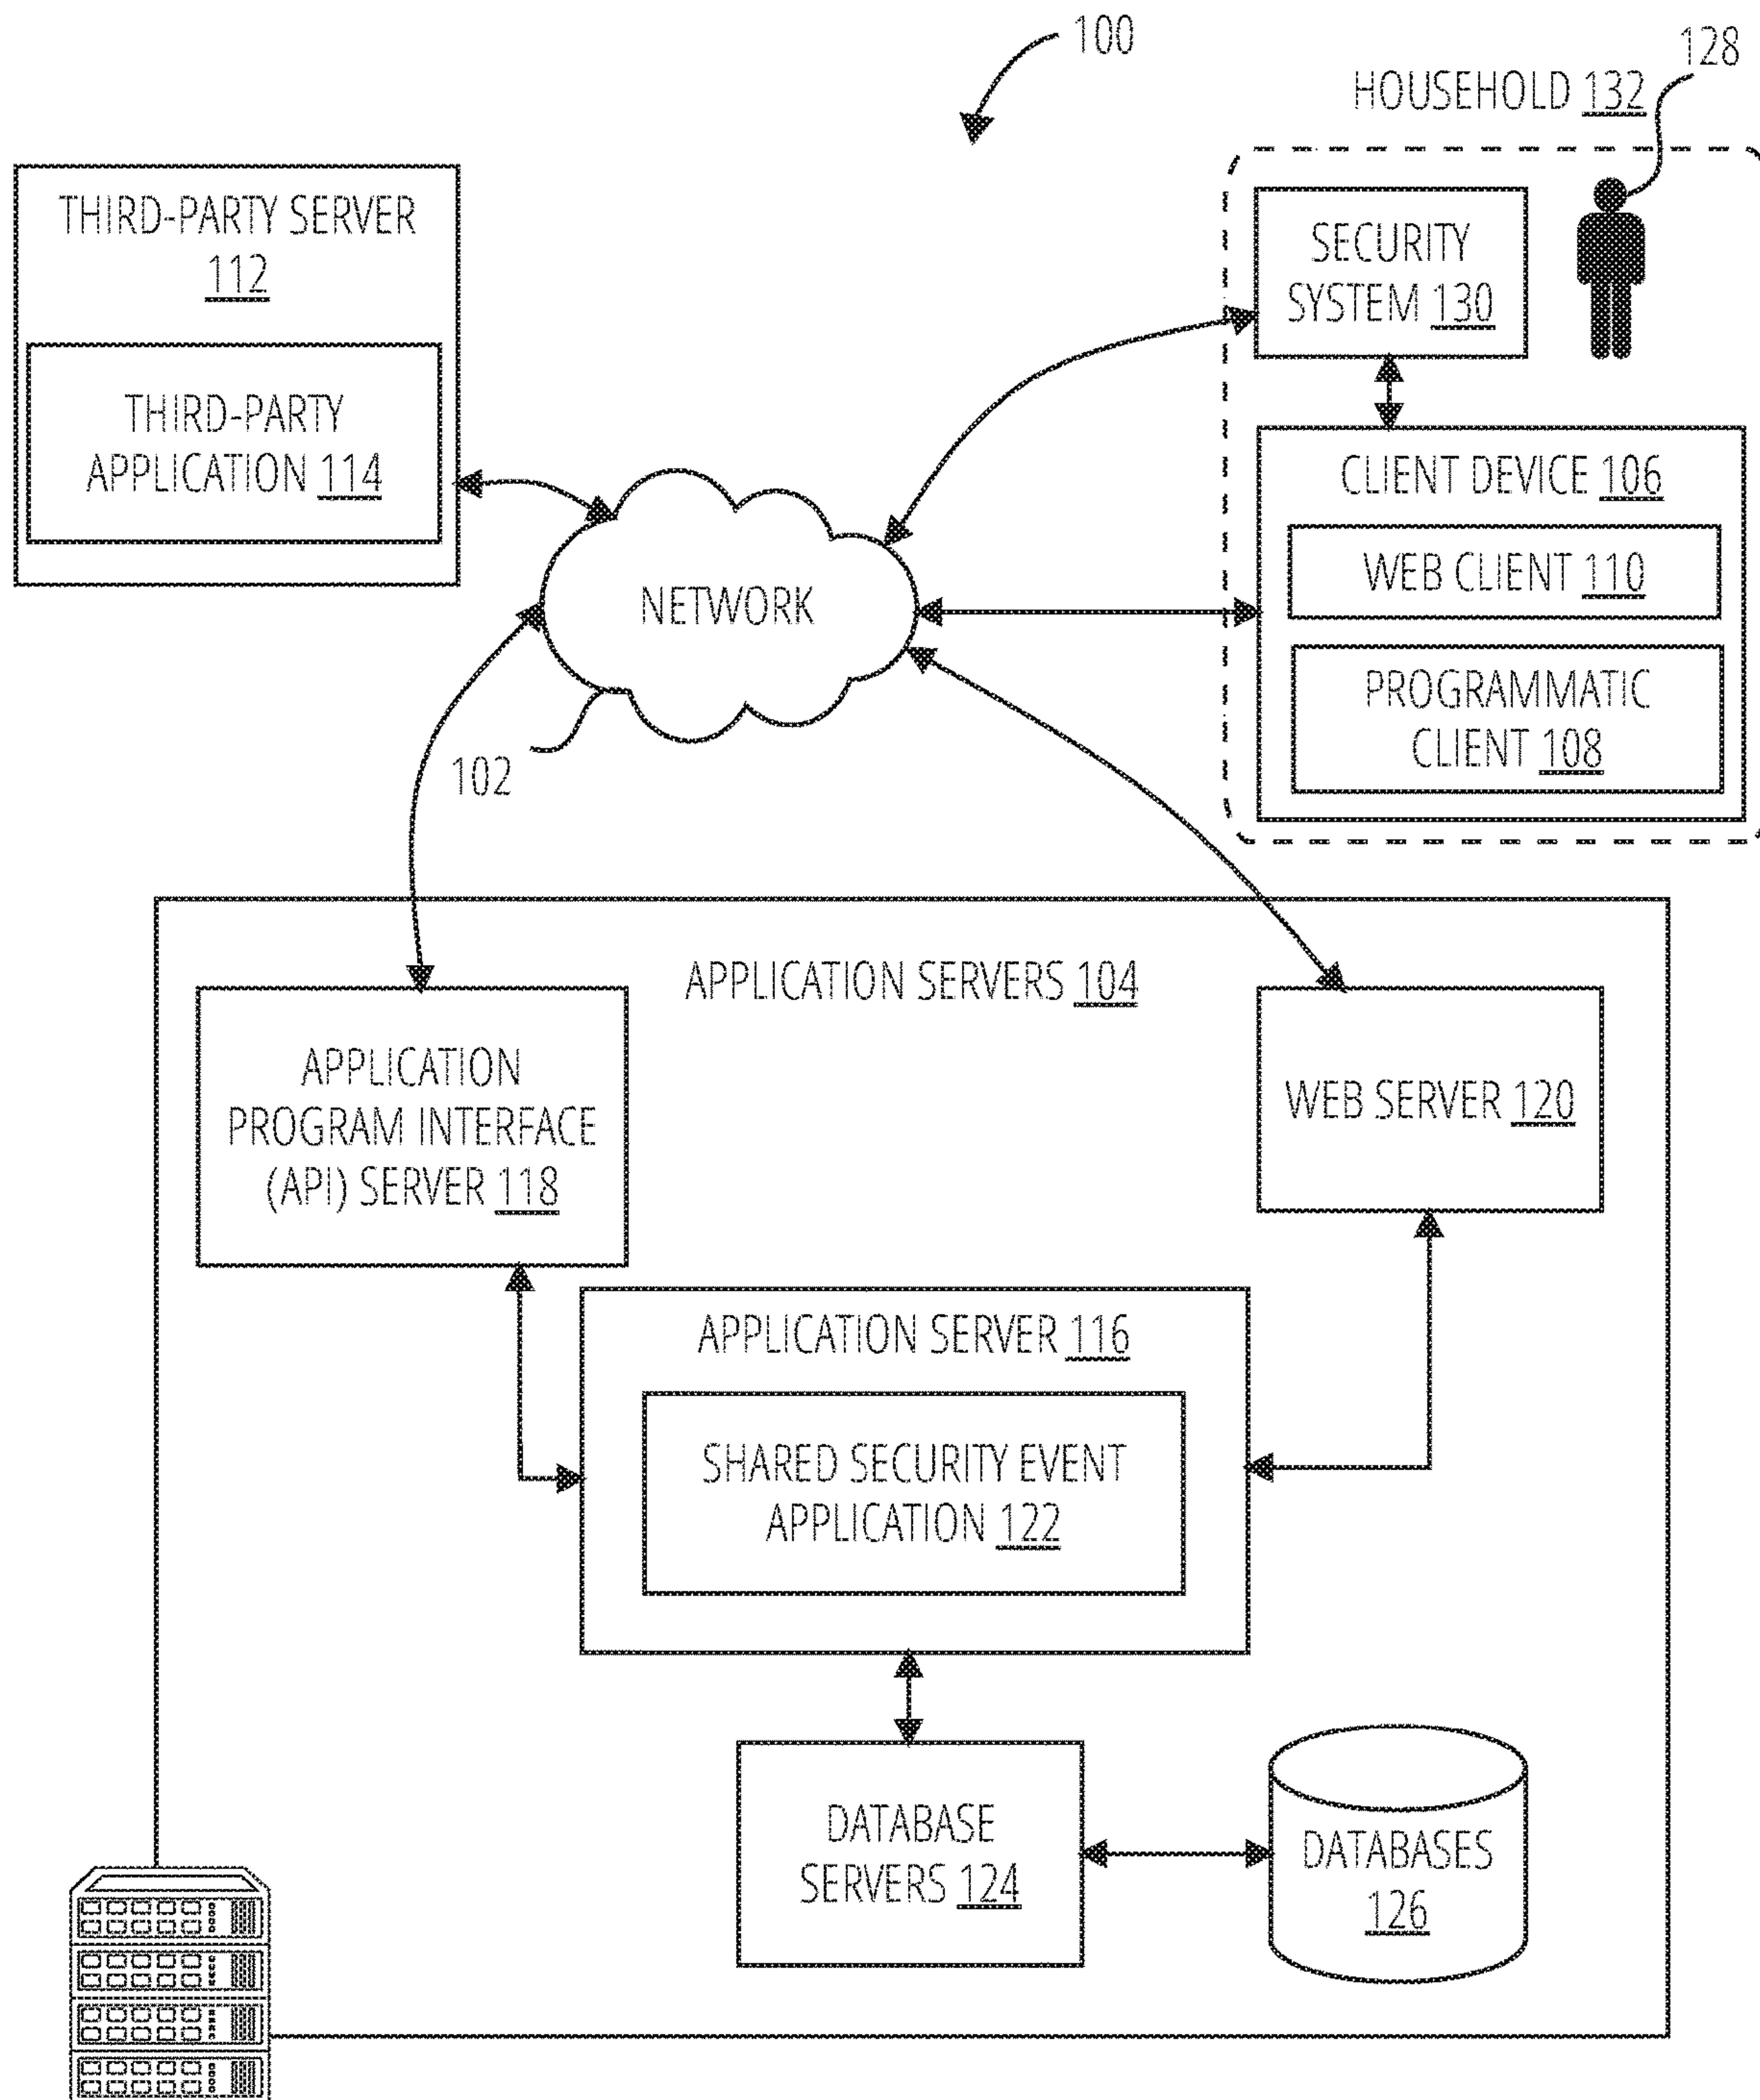 100
128
HOUSEHOLD 132
THIRD-PARTY SERVER
112
THIRD-PARTY
APPLICATION 114
SECURITY
SYSTEM 130
CLIENT DEVICE 106
WEB CLIENT 110
PROGRAMMATIC
CLIENT 108
NETWORK
102
APPLICATION SERVERS 104
APPLICATION
PROGRAM INTERFACE
(API) SERVER 118
WEB SERVER 120
APPLICATION SERVER 116
SHARED SECURITY EVENT
APPLICATION 122
DATABASE
SERVERS 124
DATABASES
126